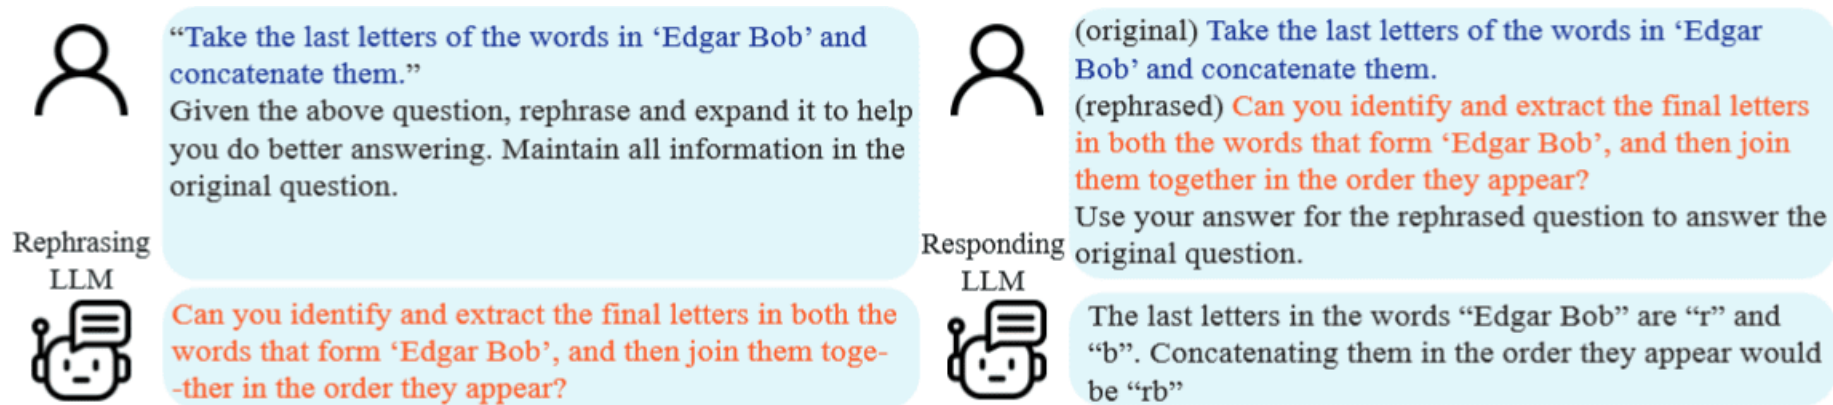 “Take the last letters of the words in ‘Edgar Bob’ and
concatenate them.”
Given the above question, rephrase and expand it to help
you do better answering. Maintain all information in the
original question.
Rephrasing
LLM
Can you identify and extract the final letters in both the
words that form ‘Edgar Bob’, and then join them toge-
-ther in the order they appear?
(original) Take the last letters of the words in ‘Edgar
Bob’ and concatenate them.
(rephrased) Can you identify and extract the final letters
in both the words that form ‘Edgar Bob’, and then join
them together in the order they appear?
Use your answer for the rephrased question to answer the
original question.
Responding
LLM
The last letters in the words “Edgar Bob” are “r” and
“b”. Concatenating them in the order they appear would
be “rb”